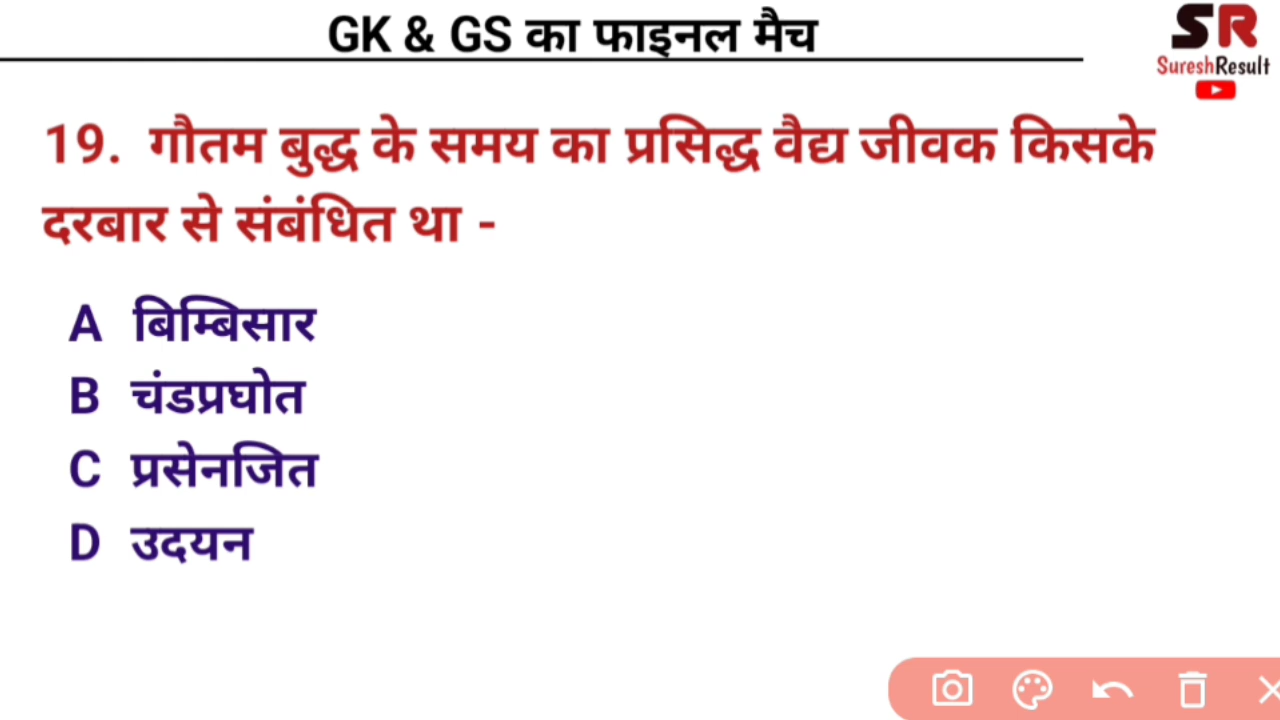 GK & GS का फाइनल मैच
SR
SureshResult
19. गौतम बुद्ध के समय का प्रसिद्ध वैद्य जीवक किसके
दरबार से संबंधित था -
A बिम्बिसार
B चंडप्रघोत
C प्रसेनजित
D उदयन